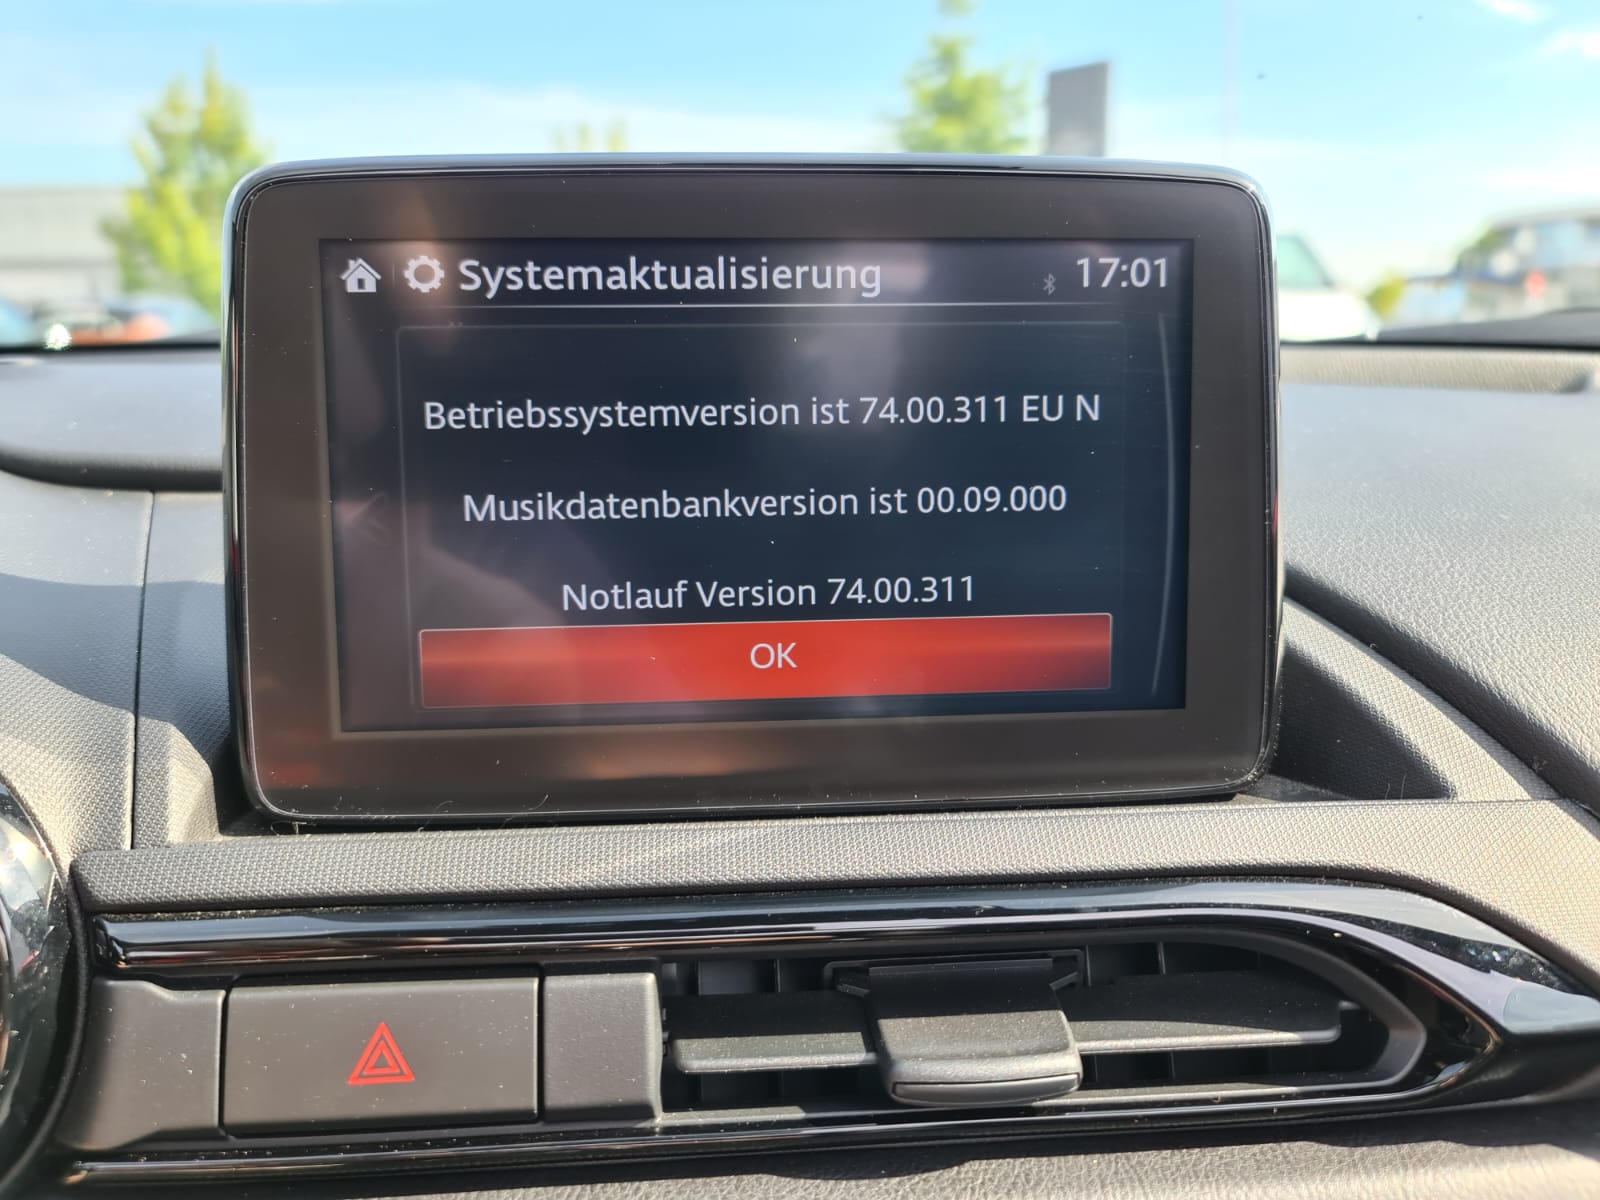 Systemaktualisierung 17:01
Betriebssystemversion ist 74.00.311 EU N
Musikdatenbankversion ist 00.09.000
Notlauf Version 74.00.311
OK